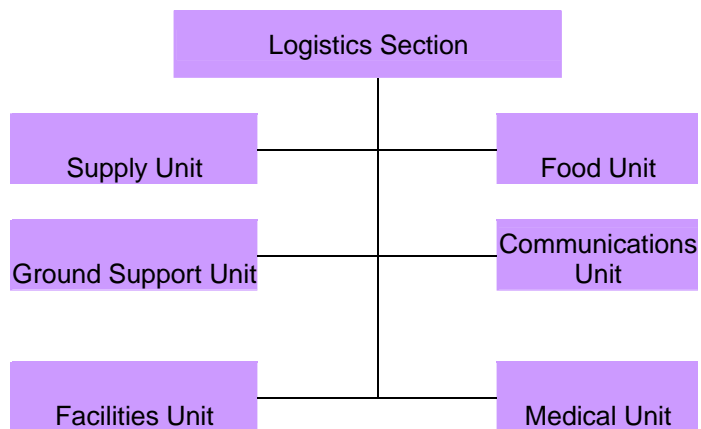 Logistics Section
Supply Unit
Food Unit
Ground Support Unit
Communications
Unit
Facilities Unit
Medical Unit